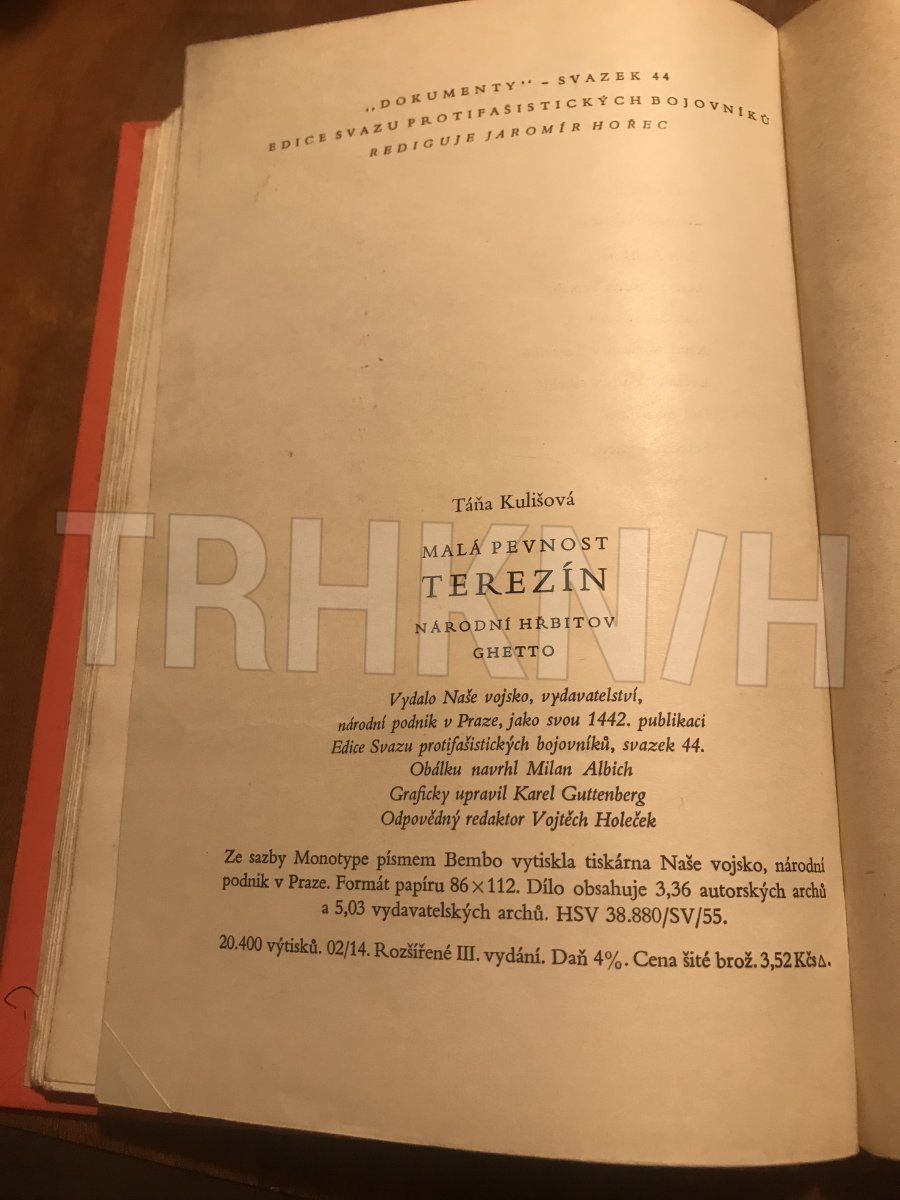 „DOKUMENTY“ – SVAZEK 44
EDICE SVAZU PROTIFAŠISTICKÝCH BOJOVNÍKŮ
REDIGUJE JAROMÍR HOŘEC
Táňa Kulišová
MALÁ PEVNOST
TEREZÍN
NÁRODNÍ HŘBITOV
GHETTO
TRHKN/H
Vydalo Naše vojsko, vydavatelství,
národní podnik v Praze, jako svou 1442. publikaci
Edice Svazu protifašistických bojovníků, svazek 44.
Obálku navrhl Milan Albich
Graficky upravil Karel Guttenberg
Odpovědný redaktor Vojtěch Holeček
Ze sazby Monotype písmem Bembo vytiskla tiskárna Naše vojsko, národní
podnik v Praze. Formát papíru 86×112. Dílo obsahuje 3,36 autorských archů
a 5,03 vydavatelských archů. HSV 38.880/SV/55.
20.400 výtisků. 02/14. Rozšířené III. vydání. Daň 4%. Cena šité brož. 3,52 Kčs△.